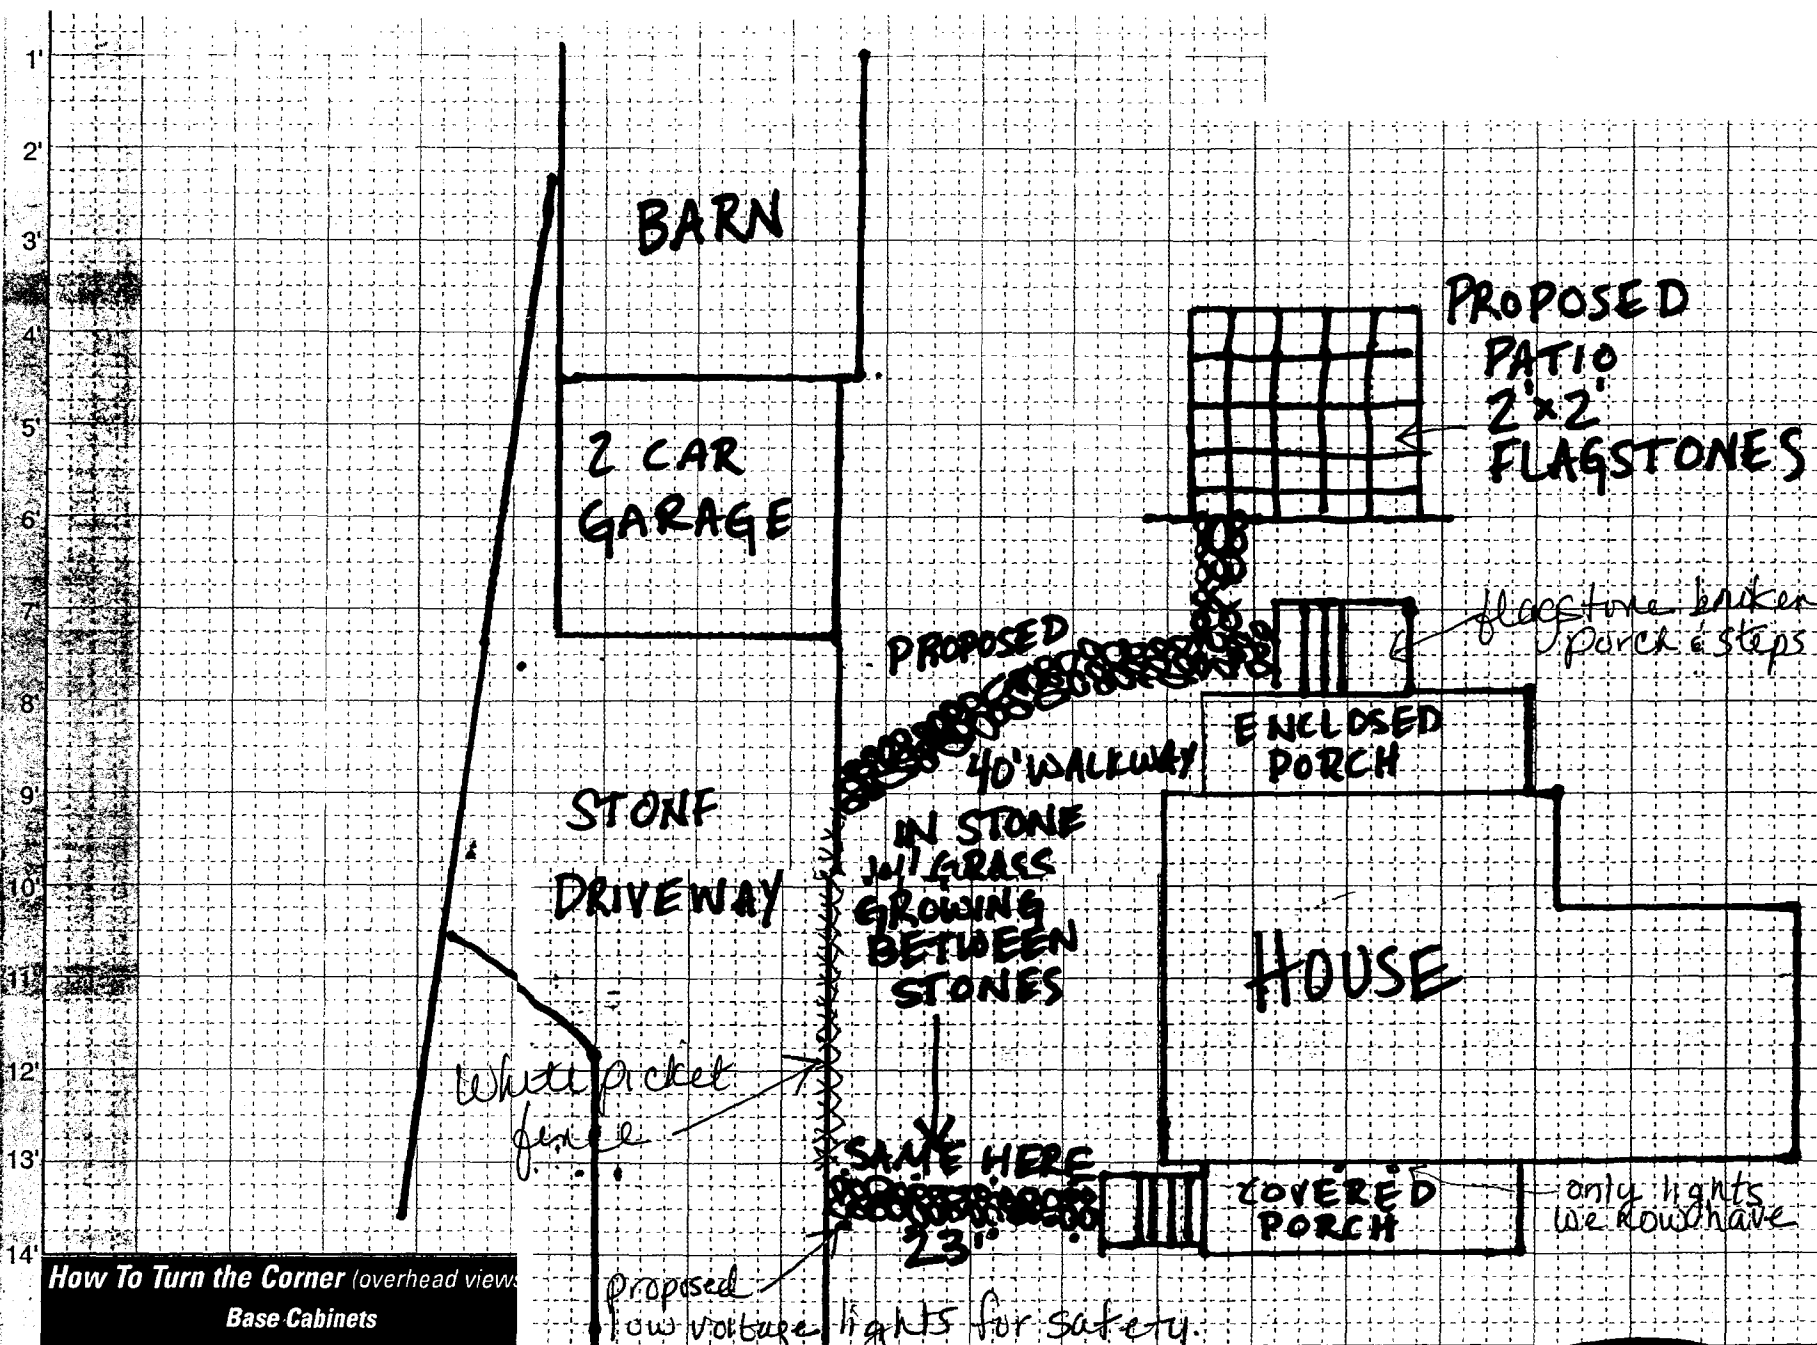 1'
2'
3'
4'
5'
6'
7'
8'
9'
10'
11'
12'
13'
14'
BARN
2 CAR
GARAGE
PROPOSED
PATIO
2'x2'
FLAGSTONES
flagstone broken
porch & steps
PROPOSED
40' WALKWAY
IN STONE
w/ GRASS
GROWING
BETWEEN
STONES
ENCLOSED
PORCH
STONE
DRIVEWAY
HOUSE
White picket
fence
SAME HERE
23'
COVERED
PORCH
only lights
we now have
proposed
low voltage lights for safety.
How To Turn the Corner (overhead views
Base Cabinets